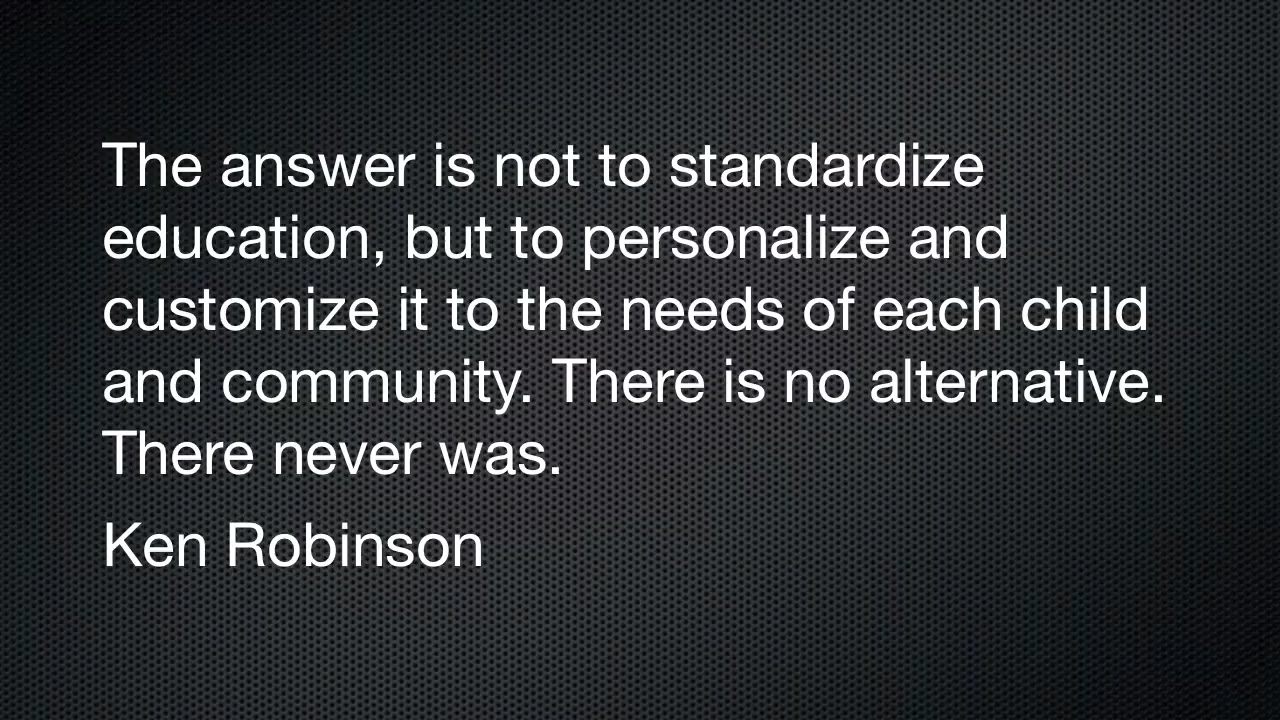 The answer is not to standardize
education, but to personalize and
customize it to the needs of each child
and community. There is no alternative.
There never was.
Ken Robinson